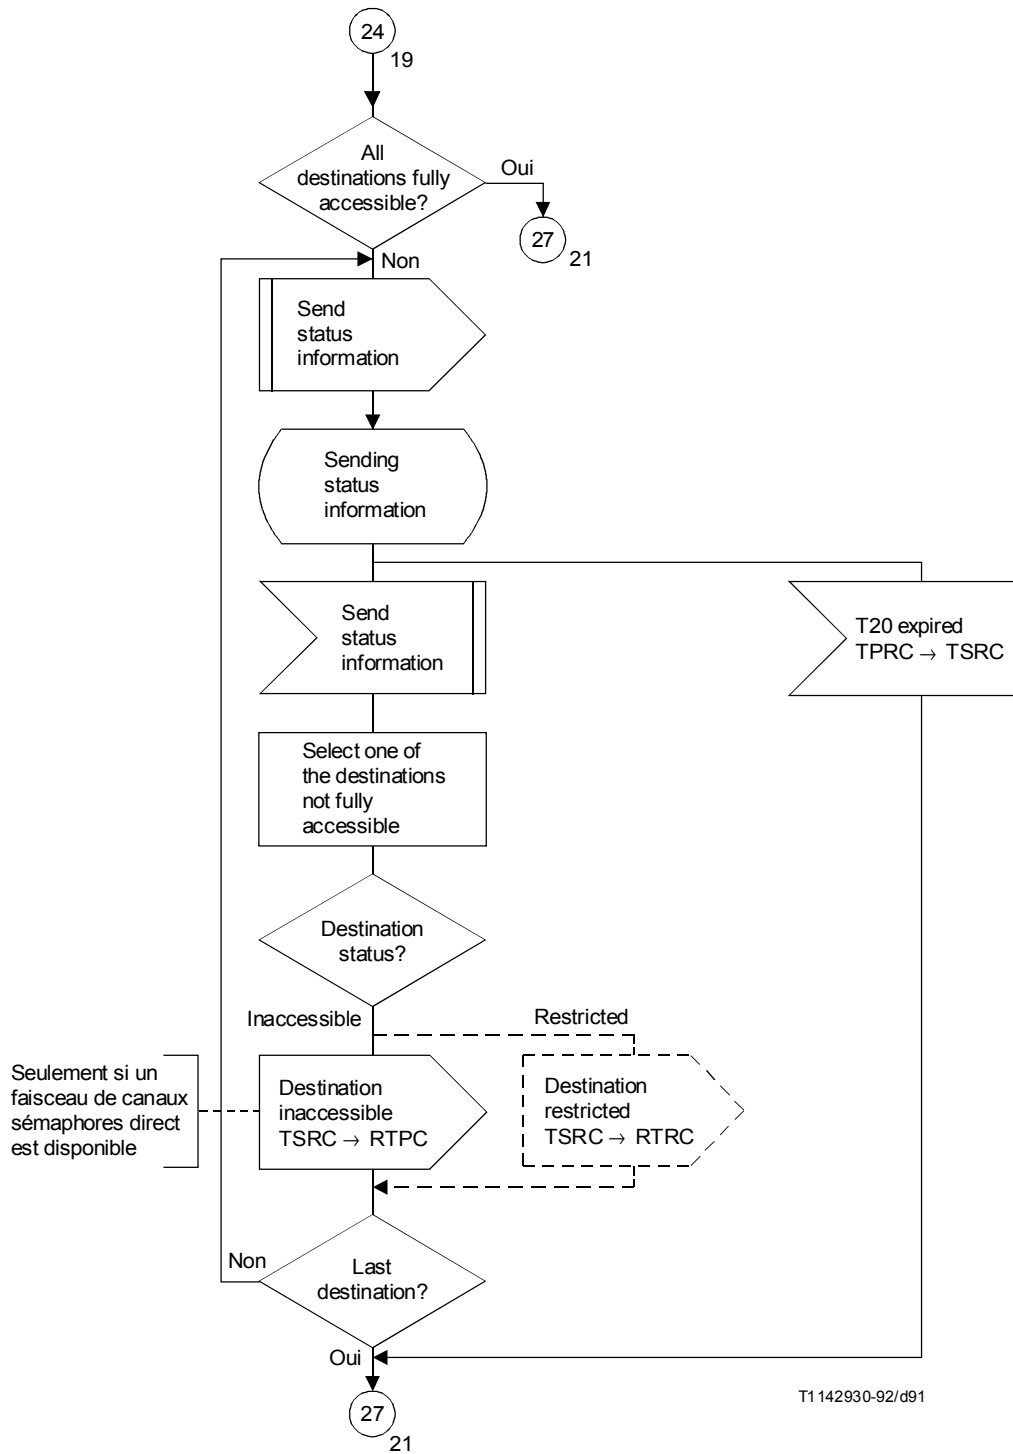 24
19
All
destinations fully
accessible?
Oui
27
21
Non
Send
status
information
Sending
status
information
Send
status
information
T20 expired
TPRC → TSRC
Select one of
the destinations
not fully
accessible
Destination
status?
Inaccessible
Restricted
Seulement si un
faisceau de canaux
sémaphores direct
est disponible
Destination
inaccessible
TSRC → RTPC
Destination
restricted
TSRC → RTRC
Non
Last
destination?
Oui
27
21
T1142930-92/d91